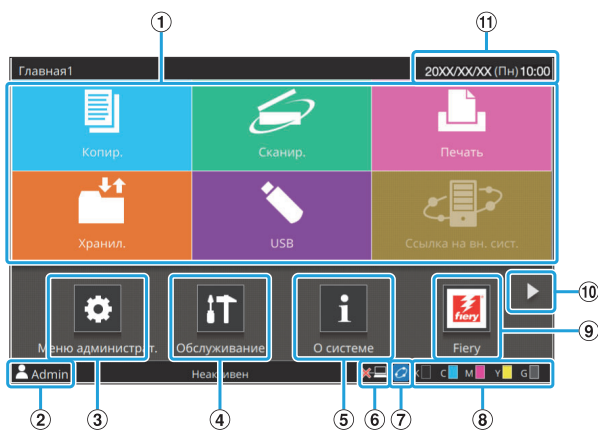 ① ⑪
Главная1 20XX/XX/XX (Пн) 10:00
Копир. Сканир. Печать
Хранил. USB Ссылка на вн. сист.
⑩
fiery ⑨
Меню администрат. Обслуживание О системе Fiery
Admin Неактивен K C M Y G
② ③ ④ ⑤ ⑥ ⑦ ⑧